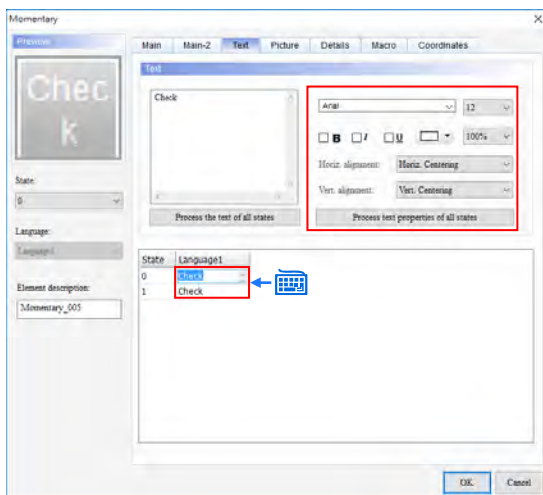 Momentary
Preview
Chec
k
State:
0
Language:
Language1
Element description:
Momentary_005
Main Main-2 Text Picture Details Macro Coordinates
Text
Check
Process the text of all states
Arial 12
B I U 100%
Horiz. alignment: Horiz. Centering
Vert. alignment: Vert. Centering
Process text properties of all states
State Language1
0 Check
1 Check
OK Cancel